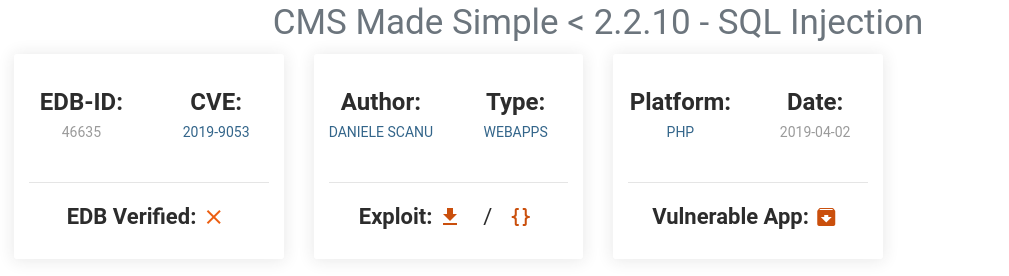 CMS Made Simple < 2.2.10 - SQL Injection
EDB-ID: CVE: Author: Type: Platform: Date:
46635 2019-9053 DANIELE SCANU WEBAPPS PHP 2019-04-02
EDB Verified: × Exploit: / {} Vulnerable App: